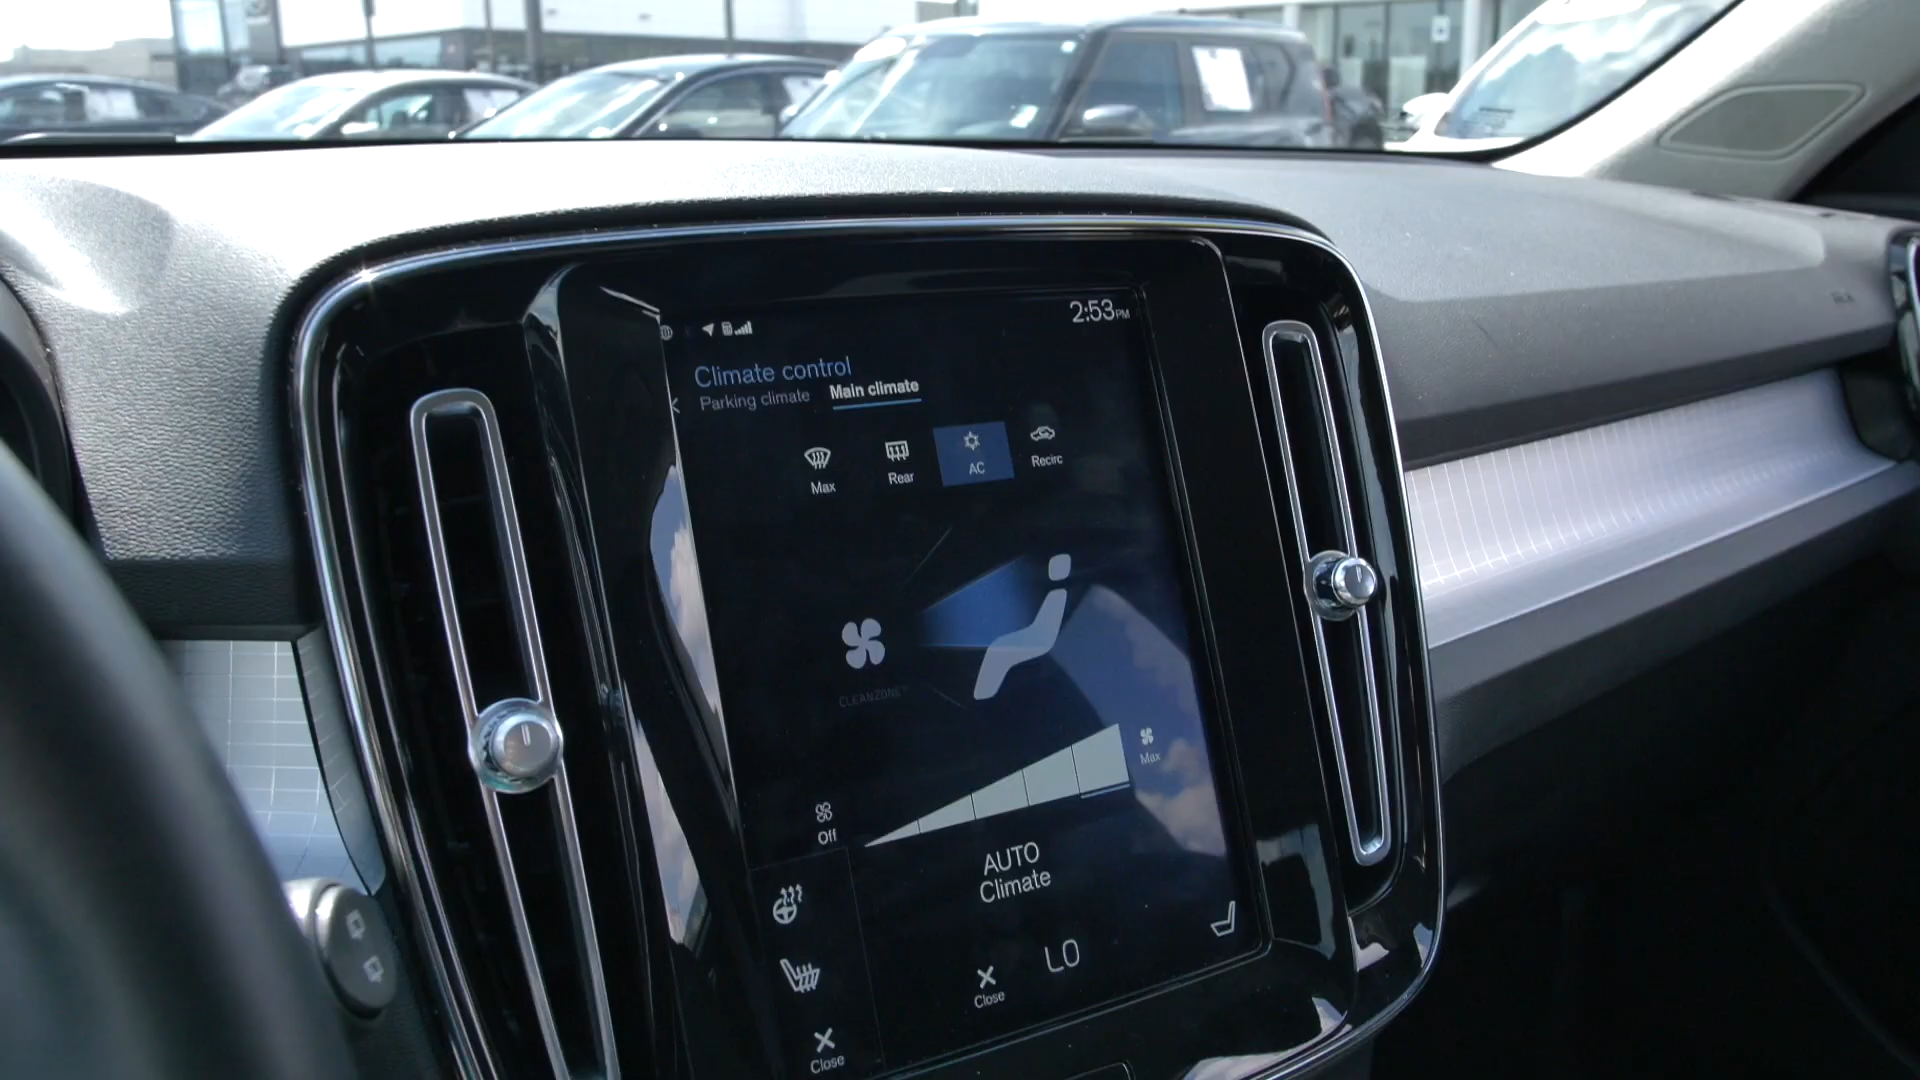 2:53PM
Climate control
Parking climate
Main climate
Max
Rear
AC
Recirc
CLEANZONE
Max
Off
AUTO
Climate
LO
Close
Close